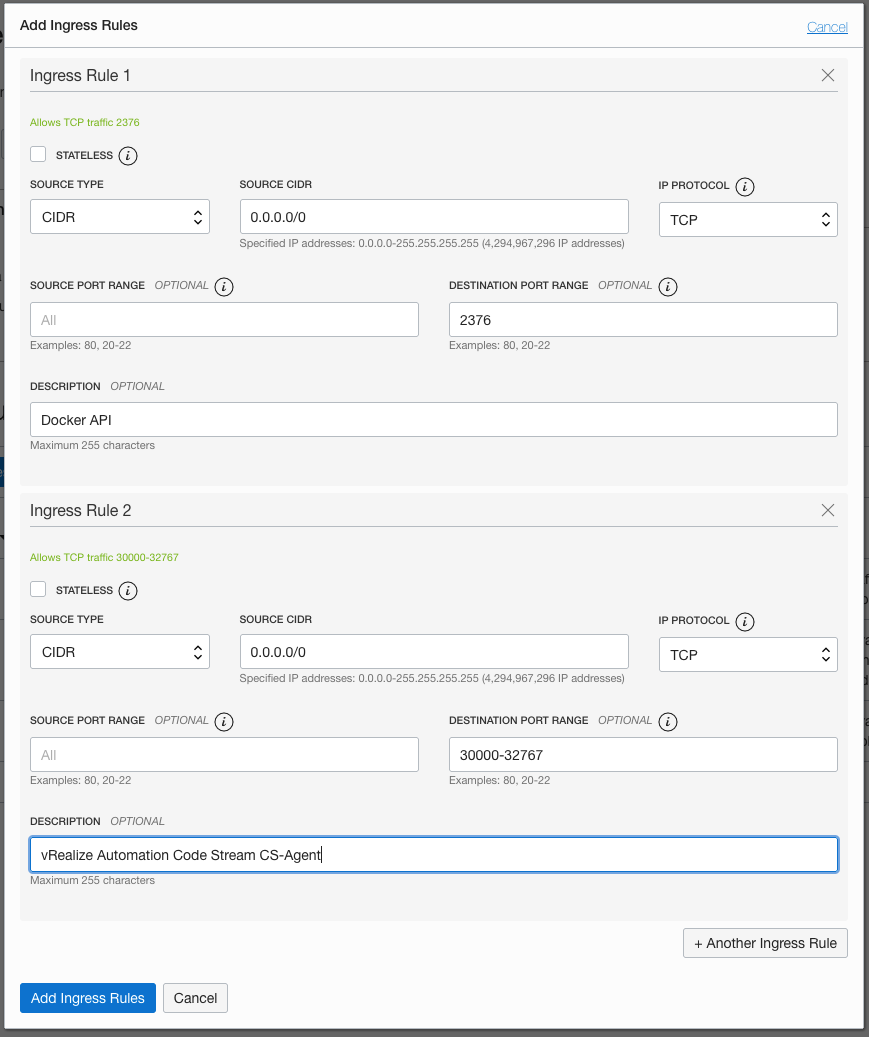 Add Ingress Rules Cancel
Ingress Rule 1
Allows TCP traffic 2376
STATELESS i
SOURCE TYPE SOURCE CIDR IP PROTOCOL i
CIDR 0.0.0.0/0 TCP
Specified IP addresses: 0.0.0.0-255.255.255.255 (4,294,967,296 IP addresses)
SOURCE PORT RANGE OPTIONAL i DESTINATION PORT RANGE OPTIONAL i
All 2376
Examples: 80, 20-22 Examples: 80, 20-22
DESCRIPTION OPTIONAL
Docker API
Maximum 255 characters
Ingress Rule 2
Allows TCP traffic 30000-32767
STATELESS i
SOURCE TYPE SOURCE CIDR IP PROTOCOL i
CIDR 0.0.0.0/0 TCP
Specified IP addresses: 0.0.0.0-255.255.255.255 (4,294,967,296 IP addresses)
SOURCE PORT RANGE OPTIONAL i DESTINATION PORT RANGE OPTIONAL i
All 30000-32767
Examples: 80, 20-22 Examples: 80, 20-22
DESCRIPTION OPTIONAL
vRealize Automation Code Stream CS-Agent
Maximum 255 characters
+ Another Ingress Rule
Add Ingress Rules Cancel